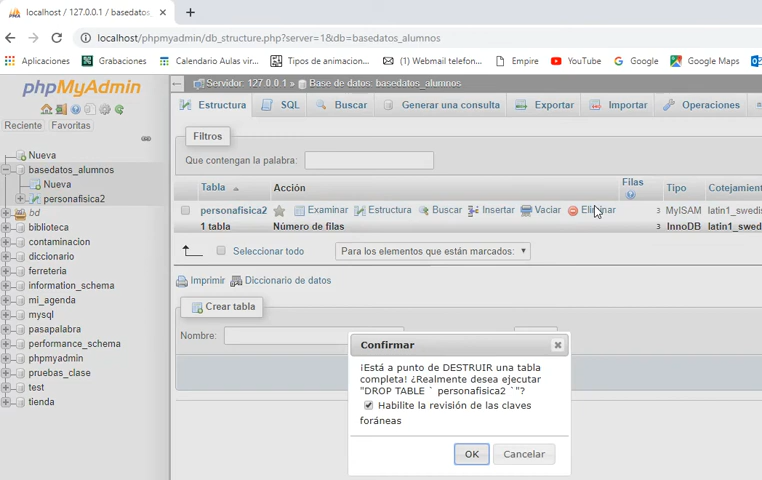 localhost / 127.0.0.1 / basedatos
localhost/phpmyadmin/db_structure.php?server=1&db=basedatos_alumnos
Aplicaciones Grabaciones Calendario Aulas vir... Tipos de animacion... (1) Webmail telefon... Empire YouTube Google Google Maps
phpMyAdmin
Reciente Favoritas
Nueva
basedatos_alumnos
Nueva
personafisica2
bd
biblioteca
contaminacion
diccionario
ferreteria
information_schema
mi_agenda
mysql
pasapalabra
performance_schema
phpmyadmin
pruebas_clase
test
tienda
Servidor: 127.0.0.1 » Base de datos: basedatos_alumnos
Estructura SQL Buscar Generar una consulta Exportar Importar Operaciones
Filtros
Que contengan la palabra:
Tabla Acción Filas Tipo Cotejamient
personafisica2 Examinar Estructura Buscar Insertar Vaciar Eliminar 3 MyISAM latin1_swedis
1 tabla Número de filas 3 InnoDB latin1_swed
Seleccionar todo Para los elementos que están marcados:
Imprimir Diccionario de datos
Crear tabla
Nombre:
Confirmar
¡Está a punto de DESTRUIR una tabla
completa! ¿Realmente desea ejecutar
"DROP TABLE ` personafisica2 `"?
Habilite la revisión de las claves
foráneas
OK Cancelar